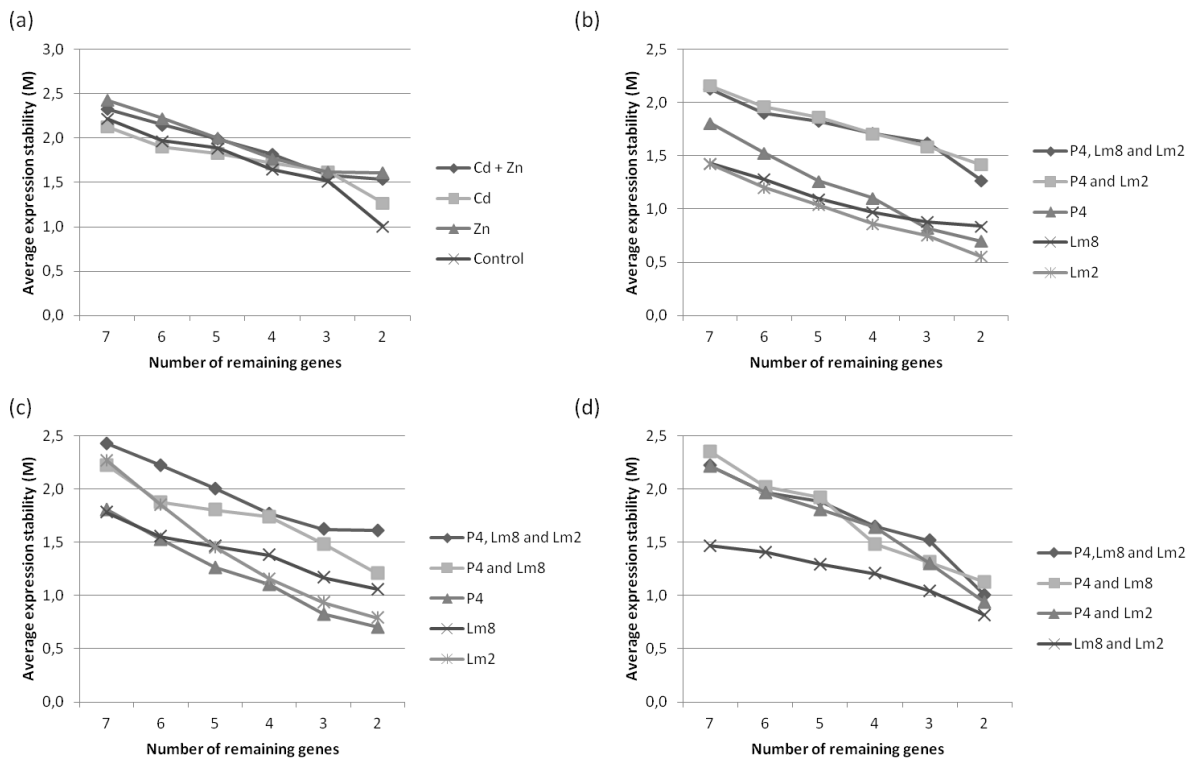 (a)
Average expression stability (M)
3,0
2,5
2,0
1,5
1,0
0,5
0,0
7 6 5 4 3 2
Number of remaining genes
Cd + Zn
Cd
Zn
Control
(b)
Average expression stability (M)
2,5
2,0
1,5
1,0
0,5
0,0
7 6 5 4 3 2
Number of remaining genes
P4, Lm8 and Lm2
P4 and Lm2
P4
Lm8
Lm2
(c)
Average expression stability (M)
2,5
2,0
1,5
1,0
0,5
0,0
7 6 5 4 3 2
Number of remaining genes
P4, Lm8 and Lm2
P4 and Lm8
P4
Lm8
Lm2
(d)
Average expression stability (M)
2,5
2,0
1,5
1,0
0,5
0,0
7 6 5 4 3 2
Number of remaining genes
P4,Lm8 and Lm2
P4 and Lm8
P4 and Lm2
Lm8 and Lm2